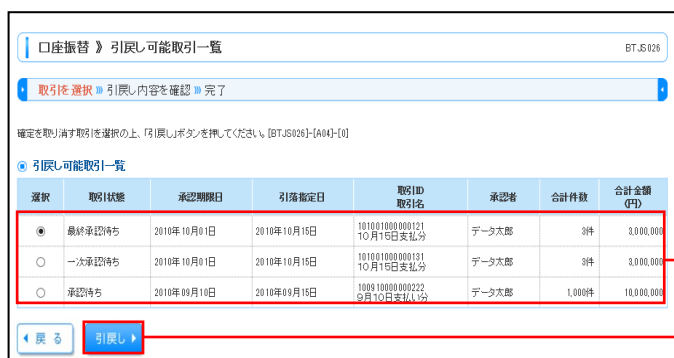 口座振替 》 引戻し可能取引一覧 BTJS026
取引を選択 》 引戻し内容を確認 》 完了
確定を取り消す取引を選択の上、「引戻し」ボタンを押してください。[BTJS026]-[A04]-[0]
引戻し可能取引一覧
選択 取引状態 承認期限日 引落指定日 取引ID 取引名 承認者 合計件数 合計金額(円)
最終承認待ち 2010年10月01日 2010年10月15日 101001000000121 10月15日支払分 データ太郎 3件 3,000,000
一次承認待ち 2010年10月01日 2010年10月15日 101001000000131 10月15日支払分 データ太郎 3件 3,000,000
承認待ち 2010年09月10日 2010年09月15日 100910000000222 9月10日支払い分 データ太郎 1,000件 10,000,000
戻る 引戻し